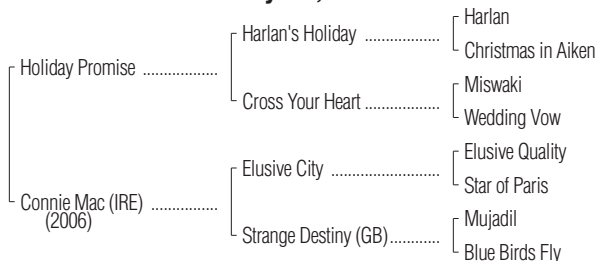 Harlan
Harlan's Holiday ..................
Christmas in Aiken
Holiday Promise ..................
Miswaki
Cross Your Heart ..................
Wedding Vow
Elusive Quality
Elusive City ..........................
Star of Paris
Connie Mac (IRE) ..................
(2006)
Mujadil
Strange Destiny (GB)............
Blue Birds Fly